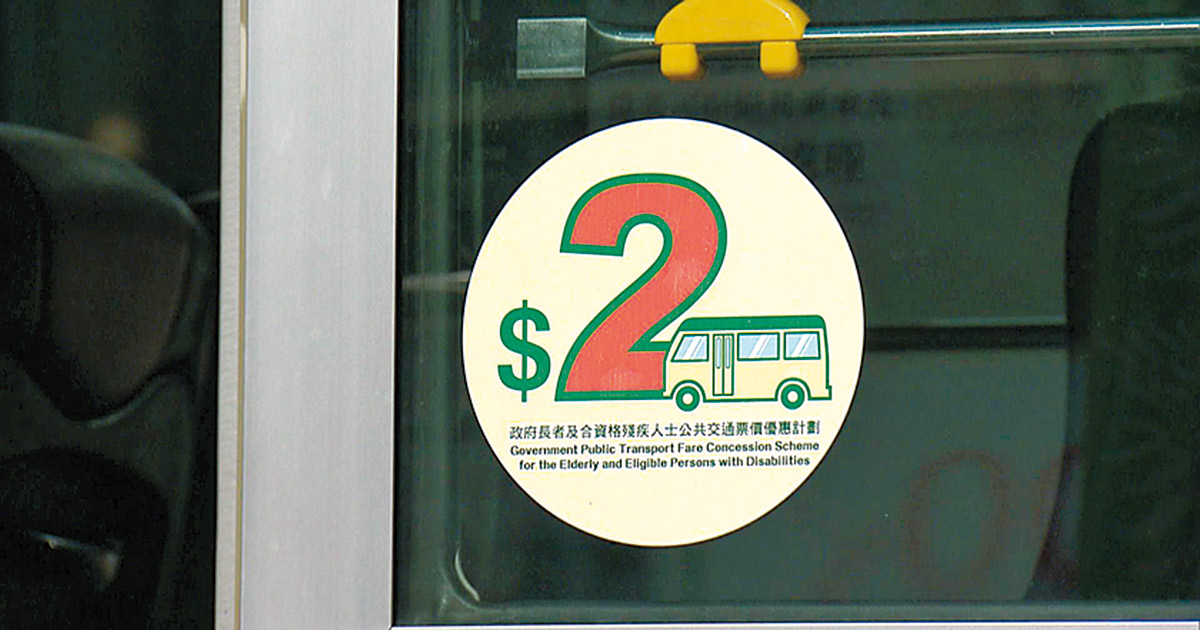 $2
政府長者及合資格殘疾人士公共交通票價優惠計劃
Government Public Transport Fare Concession Scheme
for the Elderly and Eligible Persons with Disabilities